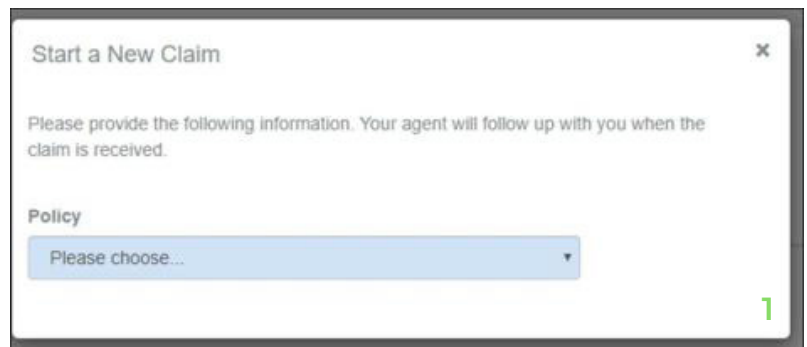 Start a New Claim ×
Please provide the following information. Your agent will follow up with you when the
claim is received.
Policy
Please choose...
1